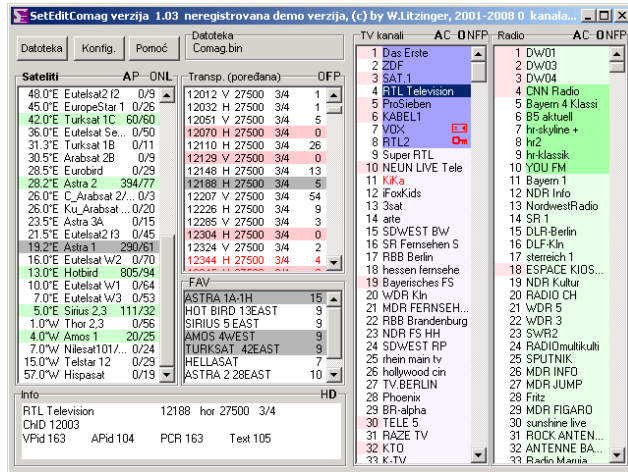 SetEditComag verzija 1.03 neregistrovana demo verzija, (c) by W.Litzinger, 2001-2008 0 kanala...
Datoteka Konfig. Pomoć
Datoteka
Comag.bin
Sateliti AP ONL
48.0°E Eutelsat2 f2 0/9
45.0°E EuropeStar 1 0/26
42.0°E Turksat 1C 60/60
36.0°E Eutelsat Se... 0/50
31.3°E Turksat 1B 0/11
30.5°E Arabsat 2B 0/9
28.5°E Eurobird 0/29
28.2°E Astra 2 394/77
26.0°E C_Arabsat 2/... 0/3
26.0°E Ku_Arabsat ... 0/20
23.5°E Astra 3A 0/15
21.5°E Eutelsat2 f3 0/45
19.2°E Astra 1 290/61
16.0°E Eutelsat W2 0/70
13.0°E Hotbird 805/94
10.0°E Eutelsat W1 0/64
7.0°E Eutelsat W3 0/53
5.0°E Sirius 2,3 111/32
1.0°W Thor 2,3 0/56
4.0°W Amos 1 20/25
7.0°W Nilesat101/... 0/24
15.0°W Telstar 12 0/29
57.0°W Hispasat 0/19
Transp. (poređana) OFP
12012 V 27500 3/4 1
12032 H 27500 3/4 1
12051 V 27500 3/4 5
12070 H 27500 3/4 0
12110 H 27500 3/4 26
12129 V 27500 3/4 0
12148 H 27500 3/4 13
12188 H 27500 3/4 5
12207 V 27500 3/4 54
12226 H 27500 3/4 9
12285 V 27500 3/4 3
12304 H 27500 3/4 0
12324 V 27500 3/4 2
12344 H 27500 3/4 4
FAV
ASTRA 1A-1H 15
HOT BIRD 13EAST 9
SIRIUS 5 EAST 9
AMOS 4WEST 9
TURKSAT 42EAST 9
HELLASAT 7
ASTRA 2 28EAST 10
Info HD
RTL Television 12188 hor 27500 3/4
ChID 12003
VPid 163 APid 104 PCR 163 Text 105
TV kanali AC ONFP
1 Das Erste
2 ZDF
3 SAT.1
4 RTL Television
5 ProSieben
6 KABEL1
7 VOX
8 RTL2
9 Super RTL
10 NEUN LIVE Tele
11 KiKa
12 iFoxKids
13 3sat
14 arte
15 SDWEST BW
16 SR Fernsehen S
17 RBB Berlin
18 hessen fernsehe
19 Bayerisches FS
20 WDR Kln
21 MDR FERNSEH...
22 RBB Brandenburg
23 NDR FS HH
24 SDWEST RP
25 rhein main tv
26 hollywood cin
27 TV.BERLIN
28 Phoenix
29 BR-alpha
30 TELE 5
31 RAZE TV
32 KTO
33 K-TV
Radio AC ONFP
1 DW01
2 DW03
3 DW04
4 CNN Radio
5 Bayern 4 Klassi
6 B5 aktuell
7 hr-skyline +
8 hr2
9 hr-klassik
10 YOU FM
11 Bayern 1
12 NDR Info
13 NordwestRadio
14 SR 1
15 DLR-Berlin
16 DLF-Kln
17 sterreich 1
18 ESPACE KIOS...
19 NDR Kultur
20 RADIO CH
21 WDR 5
22 WDR 3
23 SWR2
24 RADIOmultikulti
25 SPUTNIK
26 MDR INFO
27 MDR JUMP
28 Fritz
29 MDR FIGARO
30 sunshine live
31 ROCK ANTEN...
32 ANTENNE BA...
33 Radio Maruia